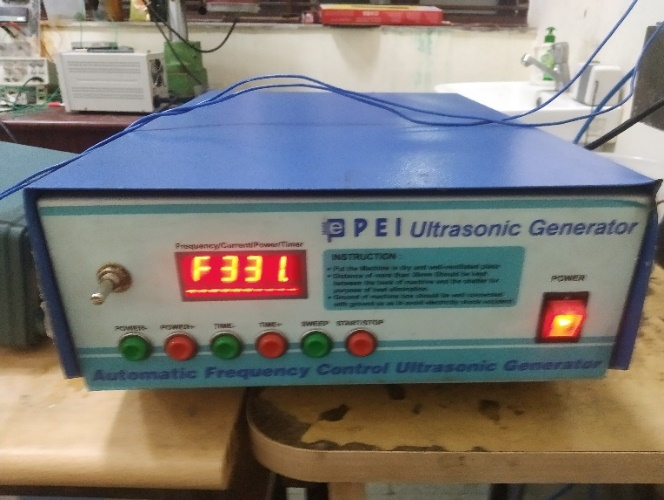 e PEI Ultrasonic Generator
Frequency/Current/Power/Timer
F331.
INSTRUCTION
• Put the Machine in dry and well-ventilated place
• Distance of more than 30mm Should be kept
between the back of machine and the shelter for
purpose of heat elimination.
• Ground of machine box should be well connected
with ground so as to avoid electricity shock accident
POWER
POWER- POWER+ TIME- TIME+ SWEEP START/STOP
Automatic Frequency Control Ultrasonic Generator